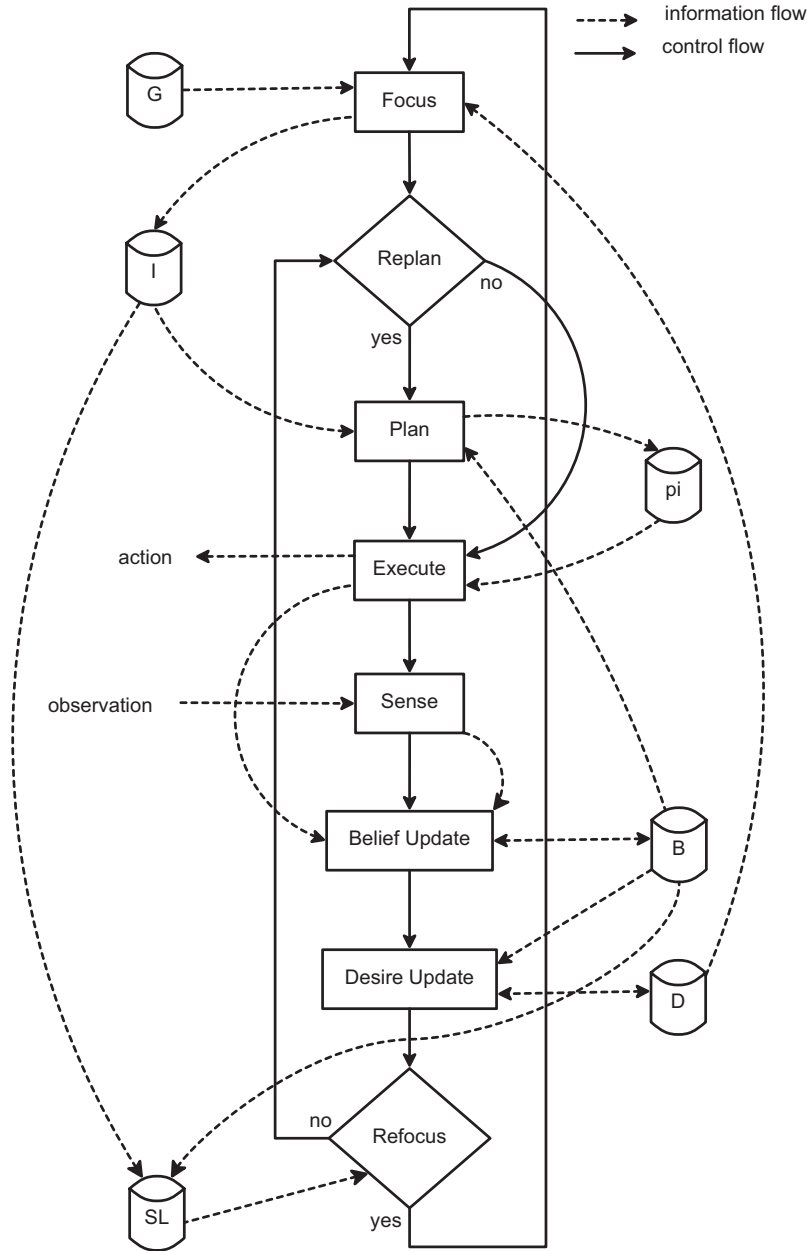 information flow
control flow
G
Focus
I
Replan
no
yes
Plan
pi
action
Execute
observation
Sense
Belief Update
B
Desire Update
D
no
Refocus
SL
yes